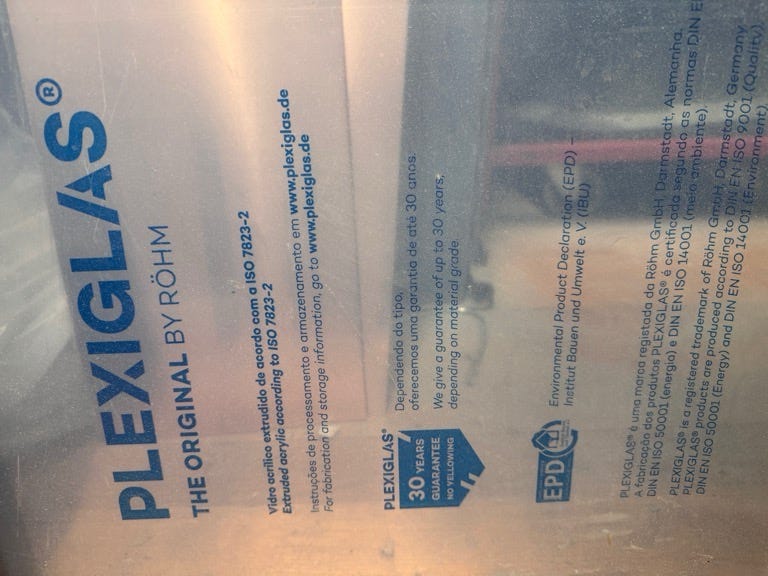 PLEXIGLAS®
THE ORIGINAL BY RÖHM
Vidro acrílico extrudido de acordo com a ISO 7823-2
Extruded acrylic according to ISO 7823-2
Instruções de processamento e armazenamento em www.plexiglas.de
For fabrication and storage information, go to www.plexiglas.de
PLEXIGLAS®
30 YEARS
GUARANTEE
NO YELLOWING
Dependendo do tipo,
oferecemos uma garantia de até 30 anos.
We give a guarantee of up to 30 years,
depending on material grade.
EPD
Environmental Product Declaration (EPD) –
Institut Bauen und Umwelt e. V. (IBU)
PLEXIGLAS® é uma marca registada da Röhm GmbH, Darmstadt, Alemanha.
A fabricação dos produtos PLEXIGLAS® é certificada segundo as normas DIN E
DIN EN ISO 50001 (energia) e DIN EN ISO 14001 (meio ambiente).
PLEXIGLAS® is a registered trademark of Röhm GmbH, Darmstadt, Germany
PLEXIGLAS® products are produced according to DIN EN ISO 9001 (Quality)
DIN EN ISO 50001 (Energy) and DIN EN ISO 14001 (Environment)